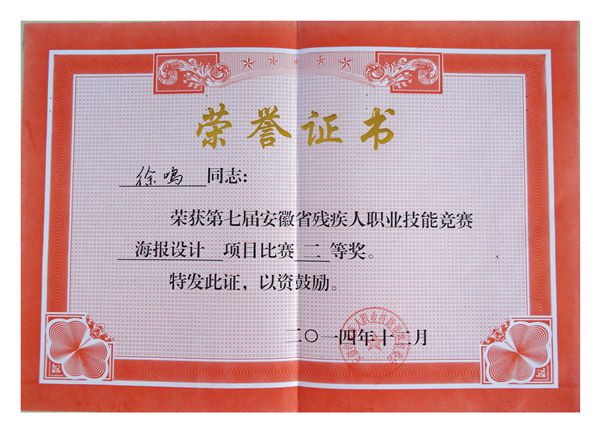 荣誉证书
徐鸣 同志:
荣获第七届安徽省残疾人职业技能竞赛
海报设计 项目比赛 二 等奖。
特发此证,以资鼓励。
二〇一四年十二月